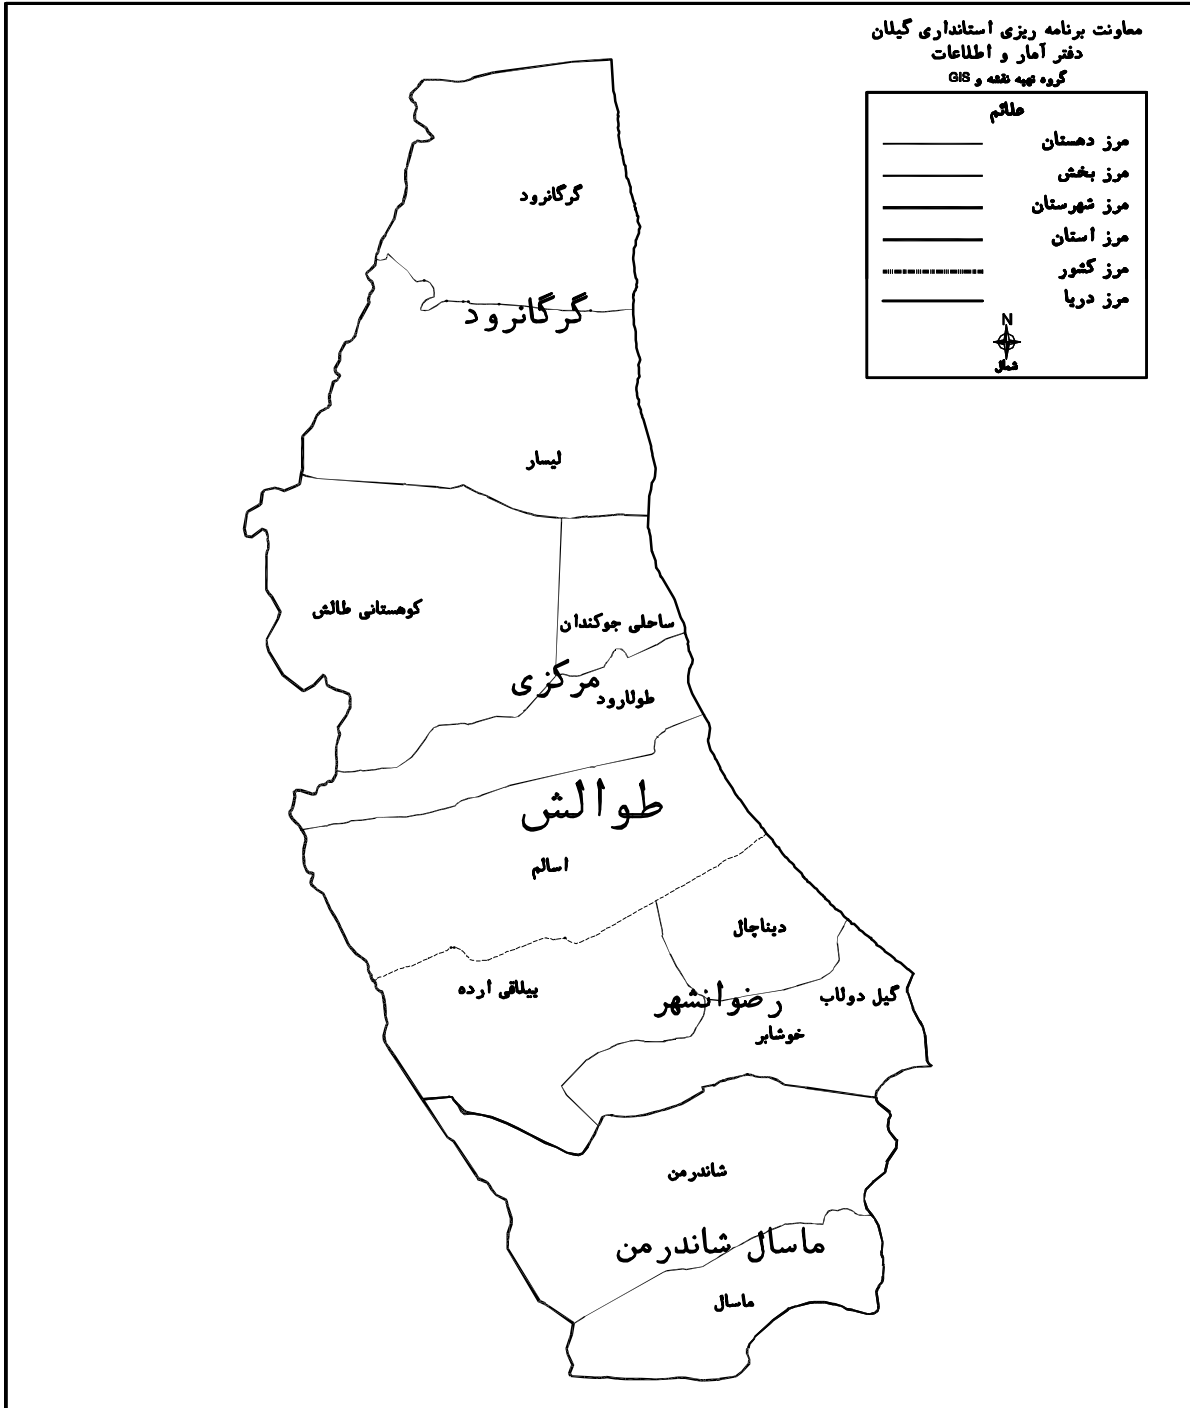 معاونت برنامه ریزی استانداری گیلان
دفتر آمار و اطلاعات
گروه تهیه نقشه و GIS
علائم
مرز دهستان
مرز بخش
مرز شهرستان
مرز استان
مرز کشور
مرز دریا
N
شمال
گرگانرود
گرگانرود
لیسار
کوهستانی طالش
ساحلی جوکندان
مرکزی
طولارود
طوالش
اسالم
دیناچال
ییلاقی ارده
گیل دولاب
رضوانشهر
خوشابر
شاندرمن
ماسال شاندرمن
ماسال